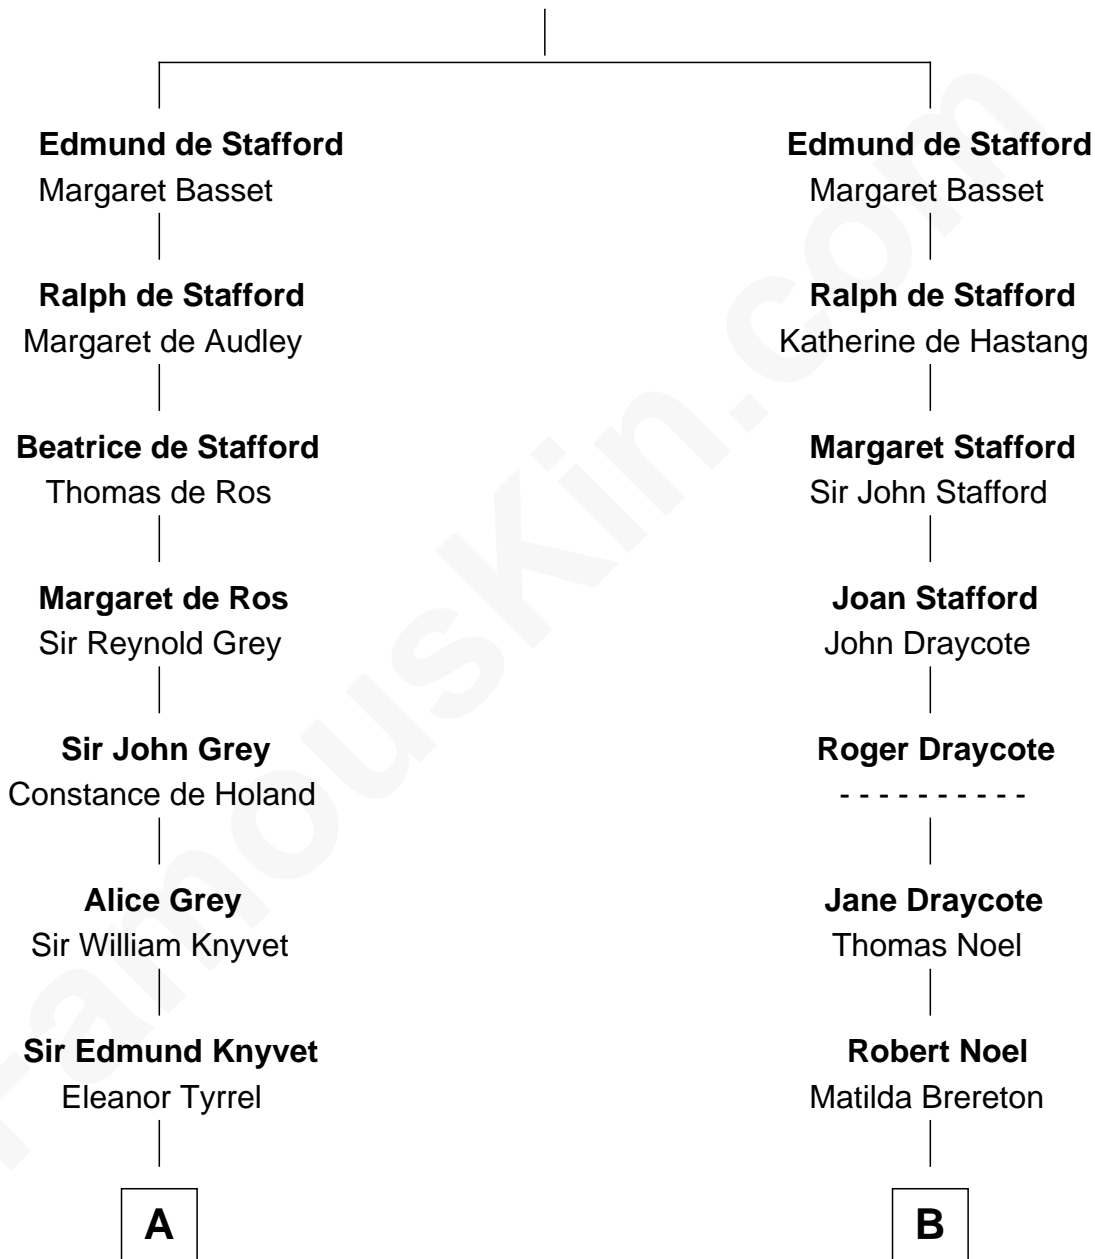 Edmund de Stafford
Margaret Basset
Ralph de Stafford
Margaret de Audley
Beatrice de Stafford
Thomas de Ros
Margaret de Ros
Sir Reynold Grey
Sir John Grey
Constance de Holand
Alice Grey
Sir William Knyvet
Sir Edmund Knyvet
Eleanor Tyrrel
A
Edmund de Stafford
Margaret Basset
Ralph de Stafford
Katherine de Hastang
Margaret Stafford
Sir John Stafford
Joan Stafford
John Draycote
Roger Draycote
- - - - - - - - - -
Jane Draycote
Thomas Noel
Robert Noel
Matilda Brereton
B
FamousKin.com